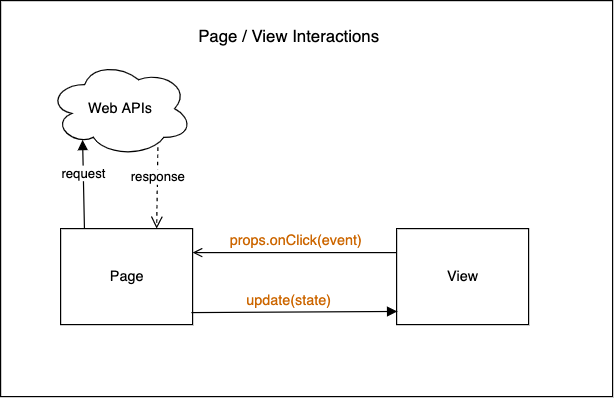 Page / View Interactions
Web APIs
request
response
props.onClick(event)
Page
View
update(state)